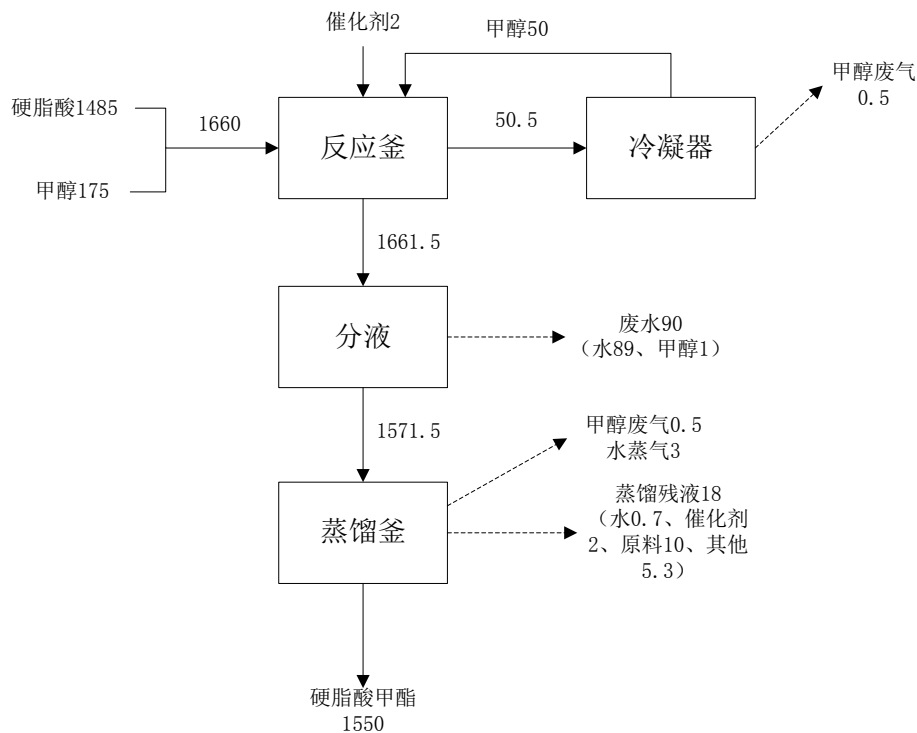 催化剂2
甲醇50
甲醇废气
0.5
硬脂酸1485
1660
反应釜
50.5
冷凝器
甲醇175
1661.5
分液
废水90
（水89、甲醇1）
1571.5
甲醇废气0.5
水蒸气3
蒸馏釜
蒸馏残液18
（水0.7、催化剂
2、原料10、其他
5.3）
硬脂酸甲酯
1550